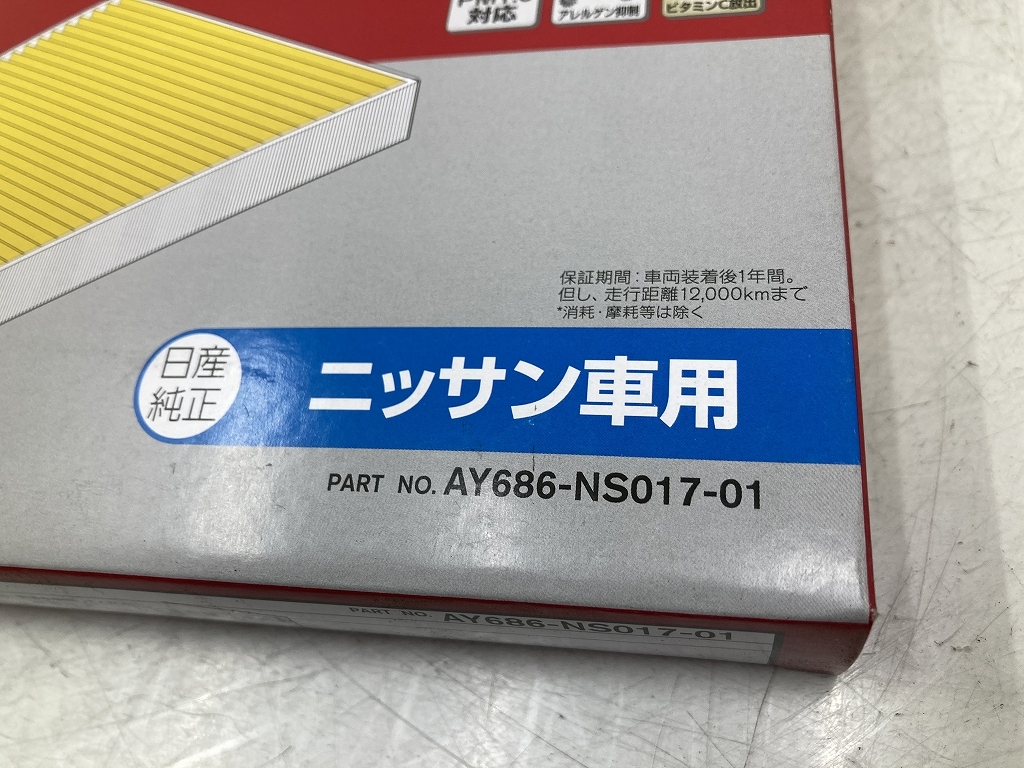 対応
アレルゲン抑制
ビタミンC放出
保証期間:車両装着後1年間。
但し、走行距離12,000kmまで
*消耗・摩耗等は除く
日産
純正
ニッサン車用
PART NO. AY686-NS017-01
PART NO. AY686-NS017-01